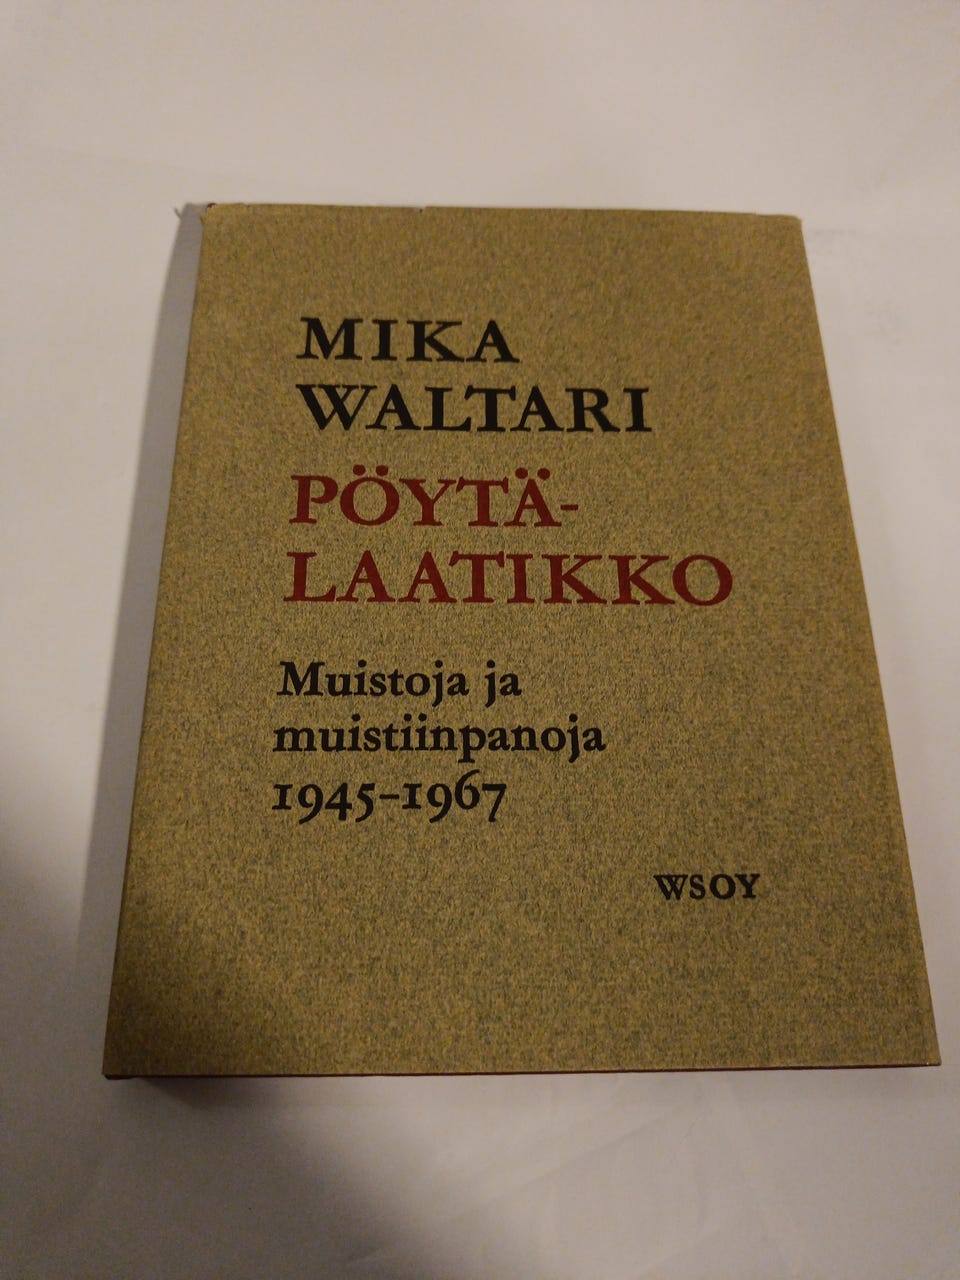 MIKA
WALTARI
PÖYTÄ-
LAATIKKO
Muistoja ja
muistiinpanoja
1945-1967
WSOY